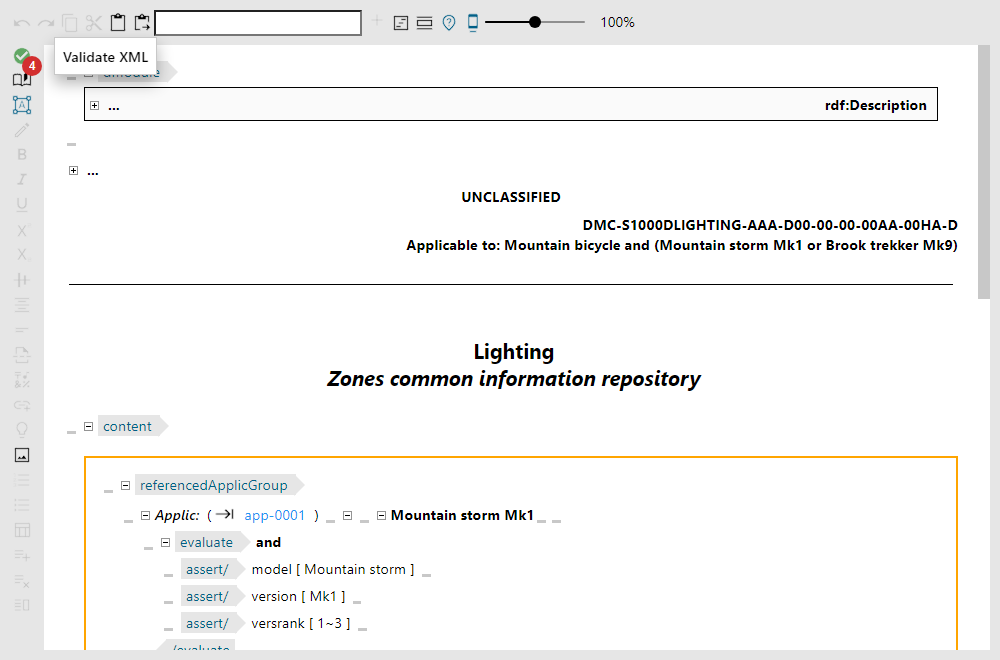 100%
Validate XML
4
dmodule
... rdf:Description
...
UNCLASSIFIED
DMC-S1000DLIGHTING-AAA-D00-00-00-00AA-00HA-D
Applicable to: Mountain bicycle and (Mountain storm Mk1 or Brook trekker Mk9)
Lighting
Zones common information repository
content
referencedApplicGroup
Applic: ( app-0001 ) Mountain storm Mk1
evaluate and
assert/ model [ Mountain storm ]
assert/ version [ Mk1 ]
assert/ versrank [ 1~3 ]
/evaluate